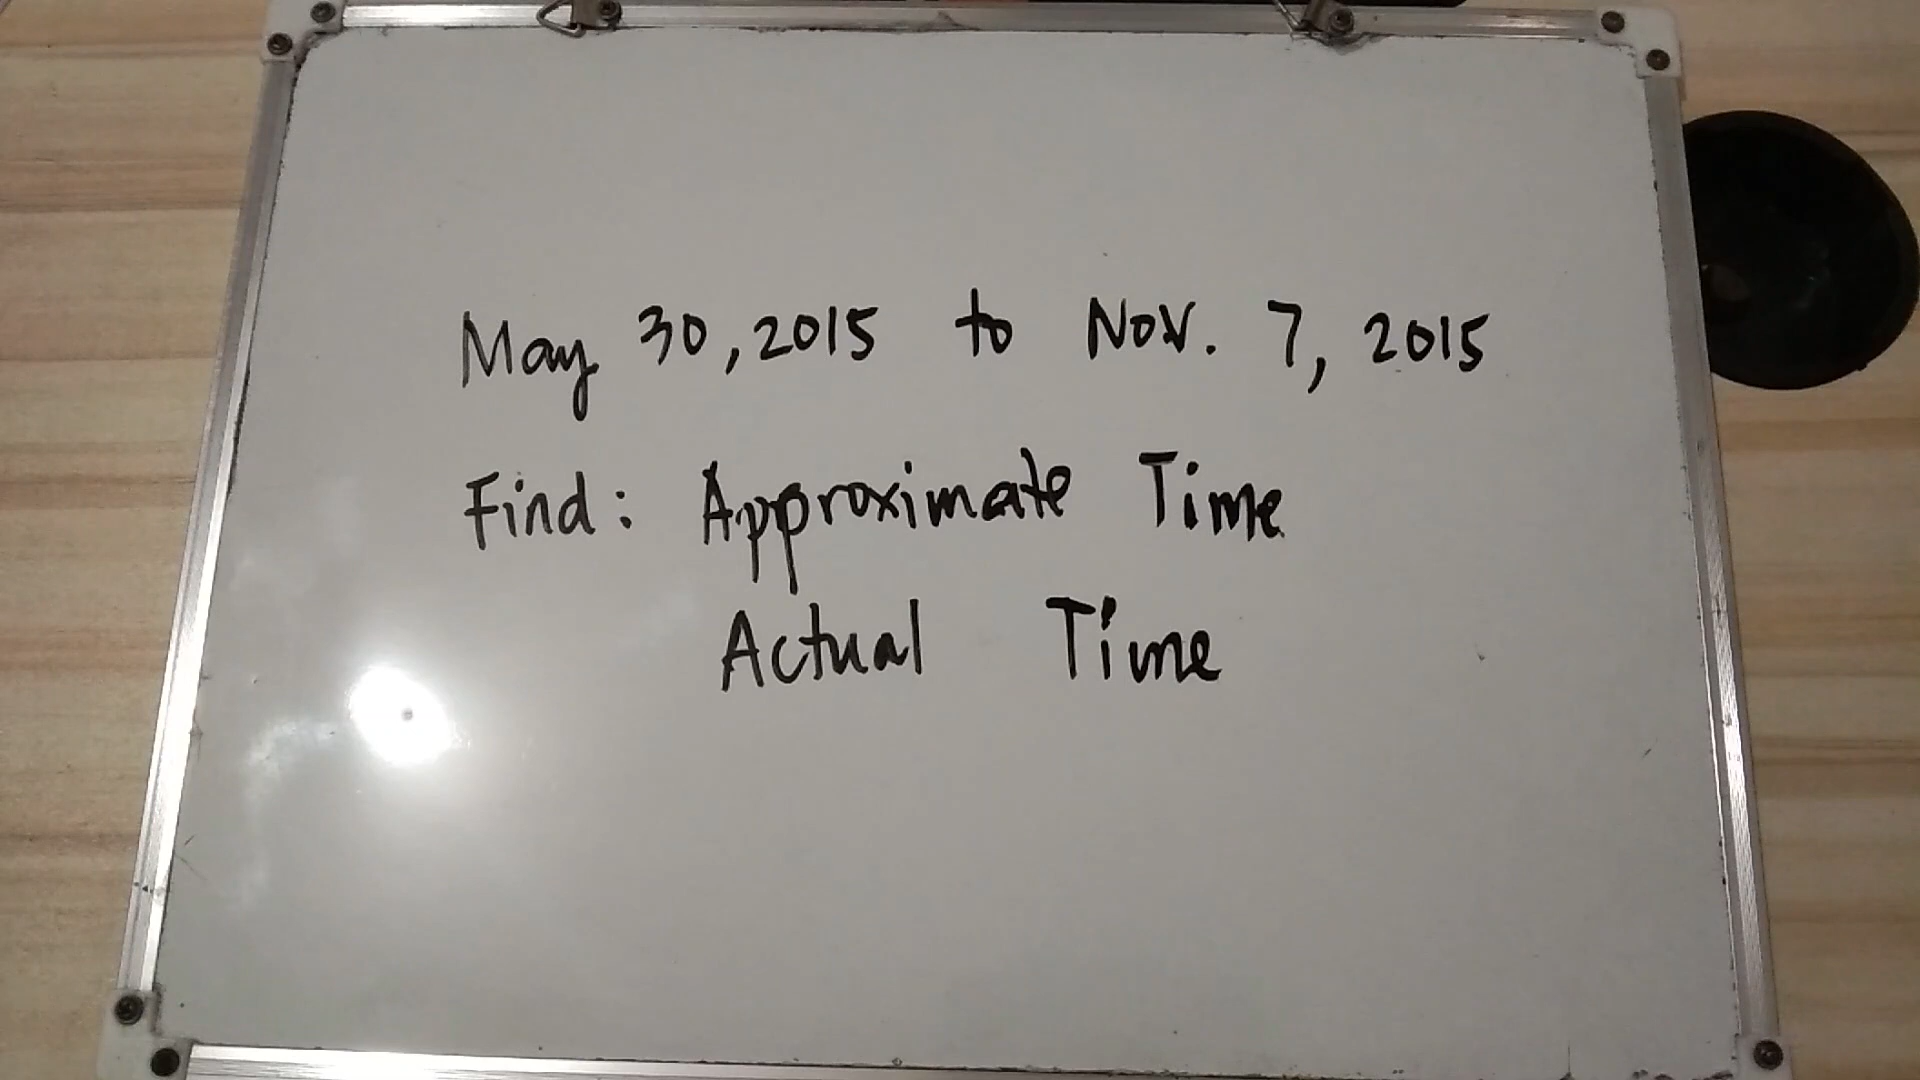 May 30, 2015 to Nov. 7, 2015
Find: Approximate Time
Actual Time